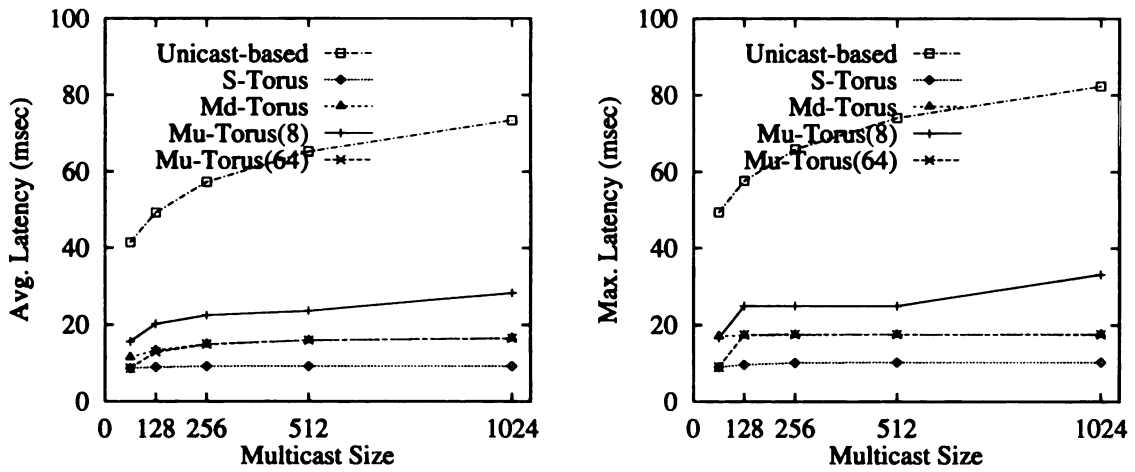 100
80
60
40
20
0
Avg. Latency (msec)
Unicast-based
S-Torus
Md-Torus
Mu-Torus(8)
Mu-Torus(64)
0 128 256 512 1024
Multicast Size
100
80
60
40
20
0
Max. Latency (msec)
Unicast-based
S-Torus
Md-Torus
Mu-Torus(8)
Mu-Torus(64)
0 128 256 512 1024
Multicast Size